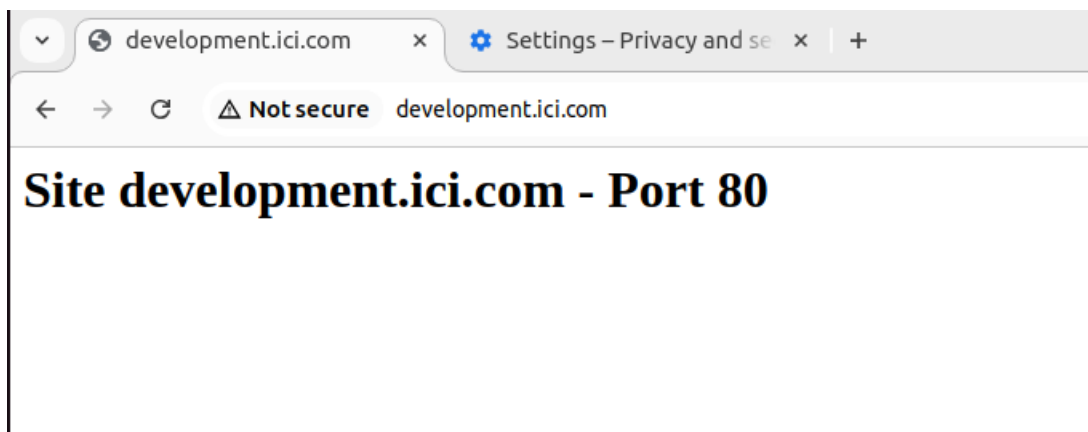 development.ici.com Settings – Privacy and se
Not secure development.ici.com
Site development.ici.com - Port 80